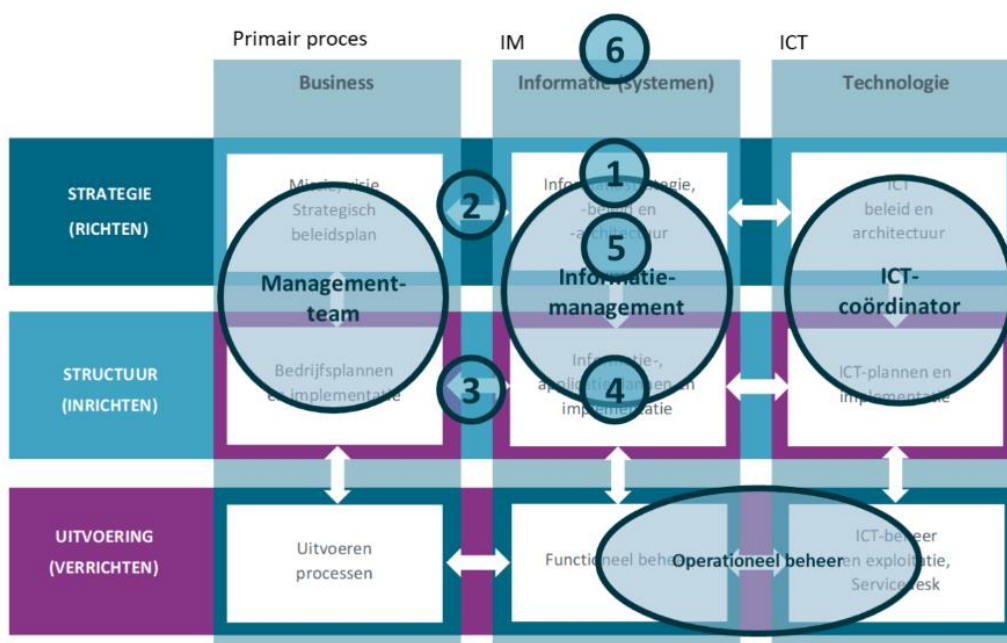 Primair proces
IM
ICT
6
Business
Informatie (systemen)
Technologie
STRATEGIE
(RICHTEN)
Missie, visie
Strategisch
beleidsplan
2
1
Informatiestrategie,
-beleid en
-architectuur
5
ICT
beleid en
architectuur
Management-
team
Informatie-
management
ICT-
coördinator
STRUCTUUR
(INRICHTEN)
Bedrijfsplannen
en implementatie
3
Informatie-,
applicatieplannen en
implementatie
4
ICT-plannen en
implementatie
UITVOERING
(VERRICHTEN)
Uitvoeren
processen
Functioneel beheer
Operationeel beheer
ICT-beheer
en exploitatie,
Servicedesk